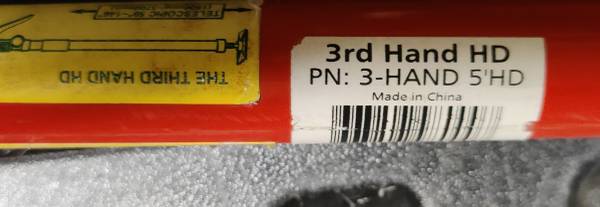 3rd Hand HD
PN: 3-HAND 5'HD
Made in China
THE THIRD HAND HD